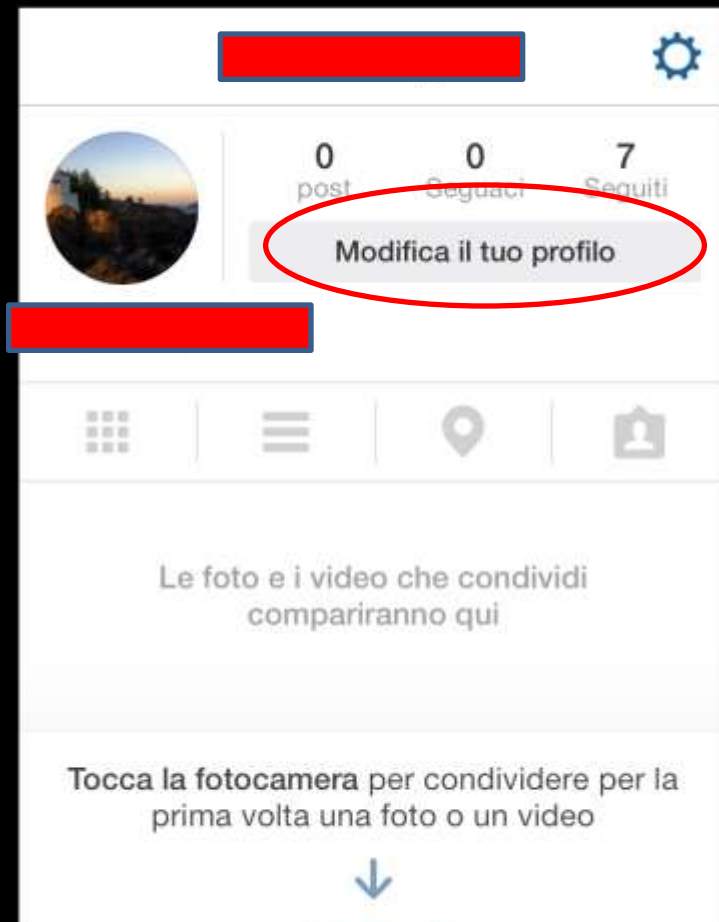 0 0 7
post Seguaci Seguiti
Modifica il tuo profilo
Le foto e i video che condividi
compariranno qui
Tocca la fotocamera per condividere per la
prima volta una foto o un video